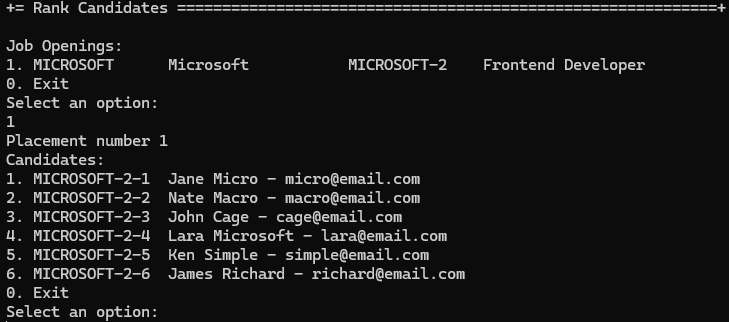 += Rank Candidates ============================================================+
Job Openings:
1. MICROSOFT      Microsoft           MICROSOFT-2    Frontend Developer
0. Exit
Select an option:
1
Placement number 1
Candidates:
1. MICROSOFT-2-1  Jane Micro - micro@email.com
2. MICROSOFT-2-2  Nate Macro - macro@email.com
3. MICROSOFT-2-3  John Cage - cage@email.com
4. MICROSOFT-2-4  Lara Microsoft - lara@email.com
5. MICROSOFT-2-5  Ken Simple - simple@email.com
6. MICROSOFT-2-6  James Richard - richard@email.com
0. Exit
Select an option: